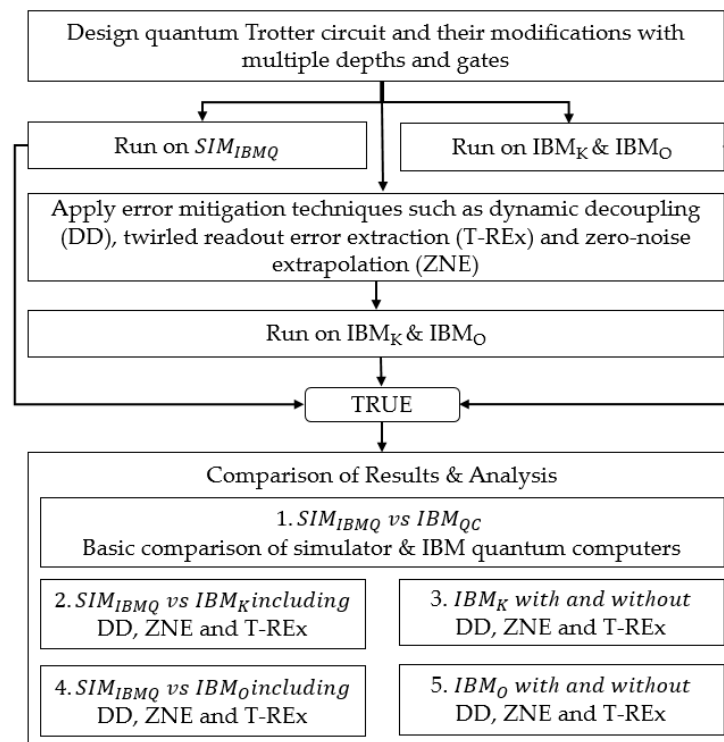 Design quantum Trotter circuit and their modifications with
multiple depths and gates
Run on SIM_IBMQ
Run on IBM_K & IBM_O
Apply error mitigation techniques such as dynamic decoupling
(DD), twirled readout error extraction (T-REx) and zero-noise
extrapolation (ZNE)
Run on IBM_K & IBM_O
TRUE
Comparison of Results & Analysis
1. SIM_IBMQ vs IBM_QC
Basic comparison of simulator & IBM quantum computers
2. SIM_IBMQ vs IBM_K including
DD, ZNE and T-REx
3. IBM_K with and without
DD, ZNE and T-REx
4. SIM_IBMQ vs IBM_O including
DD, ZNE and T-REx
5. IBM_O with and without
DD, ZNE and T-REx